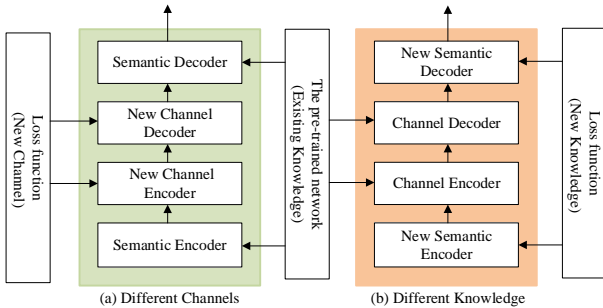 Loss function
(New Channel)
Semantic Decoder
New Channel
Decoder
New Channel
Encoder
Semantic Encoder
(a) Different Channels
The pre-trained network
(Existing Knowledge)
New Semantic
Decoder
Channel Decoder
Channel Encoder
New Semantic
Encoder
(b) Different Knowledge
Loss function
(New Knowledge)